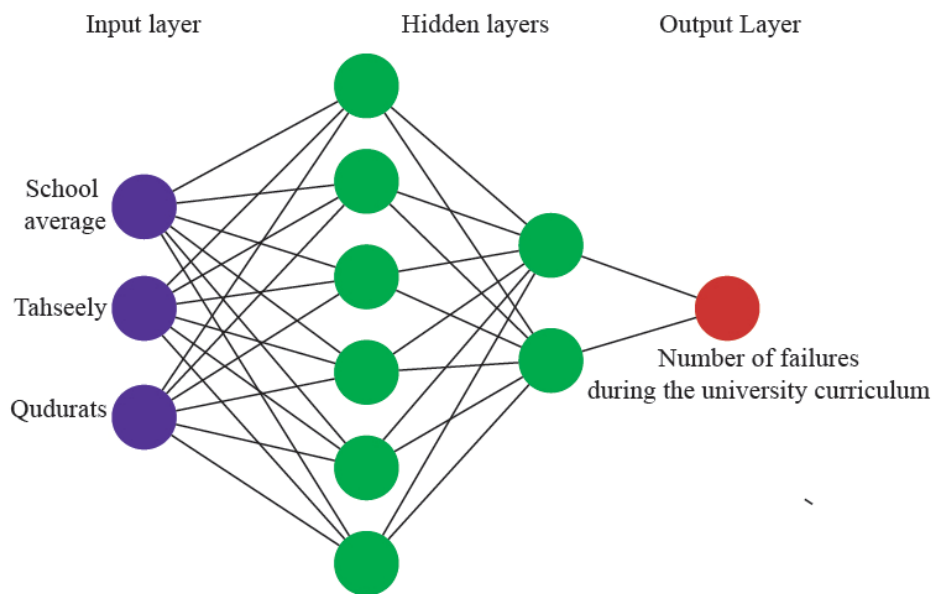 Input layer
Hidden layers
Output Layer
School
average
Tahseely
Qudurats
Number of failures
during the university curriculum